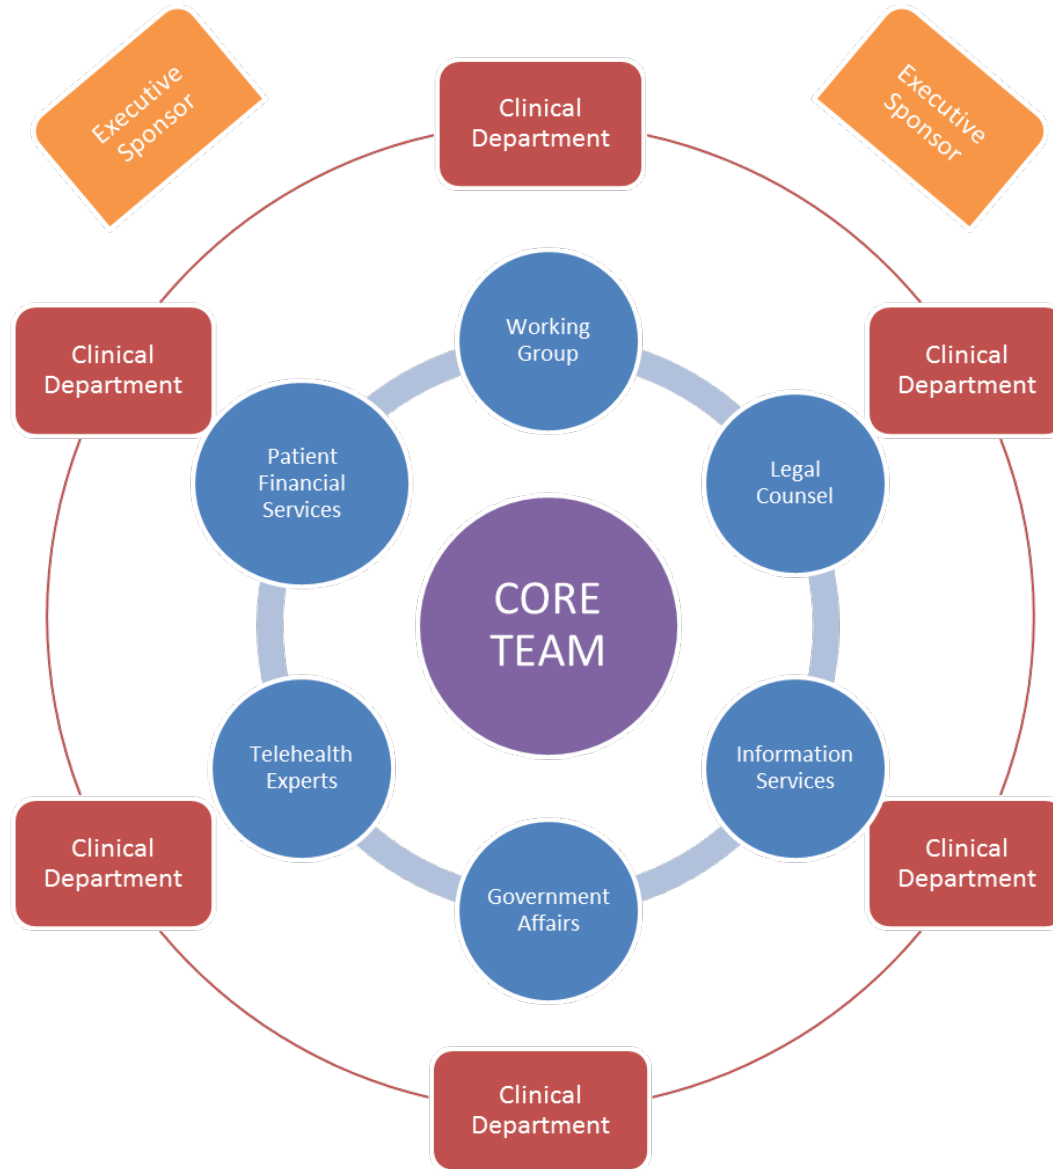 Executive
Sponsor
Clinical
Department
Executive
Sponsor
Clinical
Department
Working
Group
Clinical
Department
Patient
Financial
Services
Legal
Counsel
CORE
TEAM
Telehealth
Experts
Information
Services
Clinical
Department
Government
Affairs
Clinical
Department
Clinical
Department